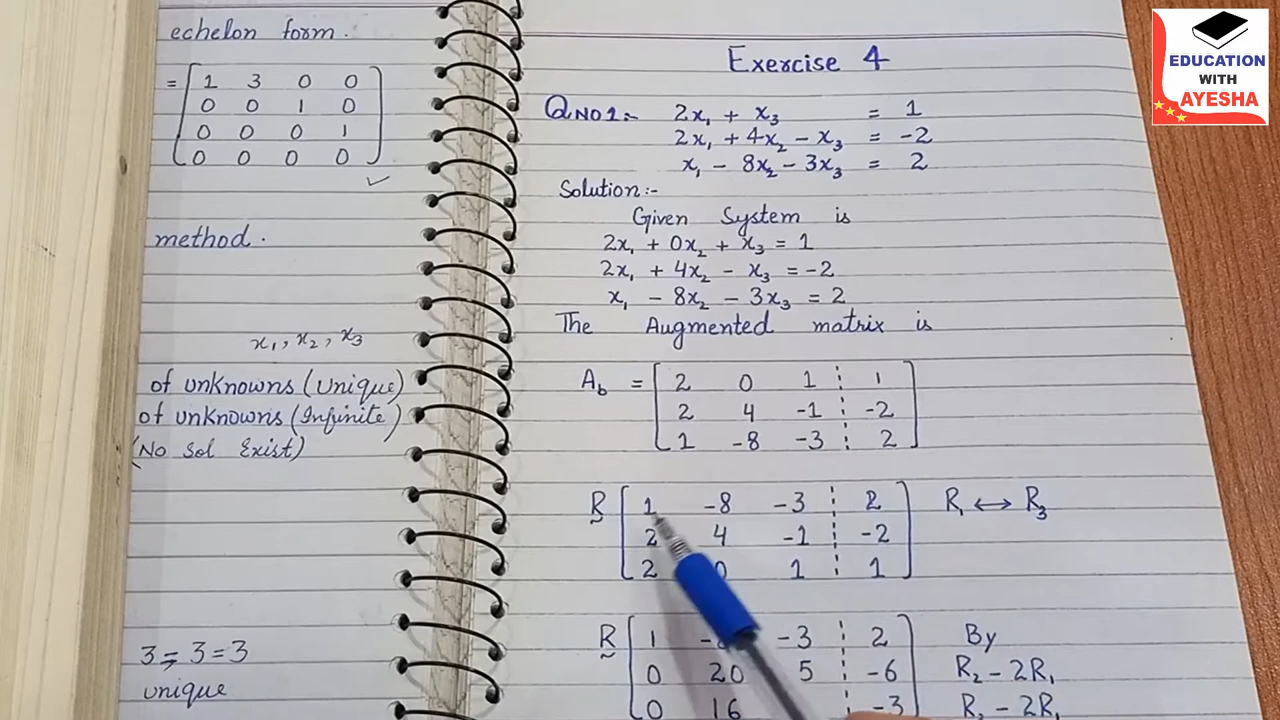 echelon form.
= [ 1 3 0 0
0 0 1 0
0 0 0 1
0 0 0 0 ]
method.
x₁, x₂, x₃
of unknowns (Unique)
of unknowns (Infinite)
(No Sol Exist)
3 = 3 = 3
unique
Exercise 4
Q NO 1:- 2x₁ + x₃ = 1
2x₁ + 4x₂ - x₃ = -2
x₁ - 8x₂ - 3x₃ = 2
Solution:-
Given System is
2x₁ + 0x₂ + x₃ = 1
2x₁ + 4x₂ - x₃ = -2
x₁ - 8x₂ - 3x₃ = 2
The Augmented matrix is
A_b = [ 2 0 1 ¦ 1
2 4 -1 ¦ -2
1 -8 -3 ¦ 2 ]
R̰ [ 1 -8 -3 ¦ 2 ] R₁ ↔ R₃
2 4 -1 ¦ -2
2 0 1 ¦ 1
R̰ [ 1 -3 ¦ 2 ] By
0 20 5 ¦ -6 R₂ - 2R₁
0 16 -3
EDUCATION
WITH
AYESHA